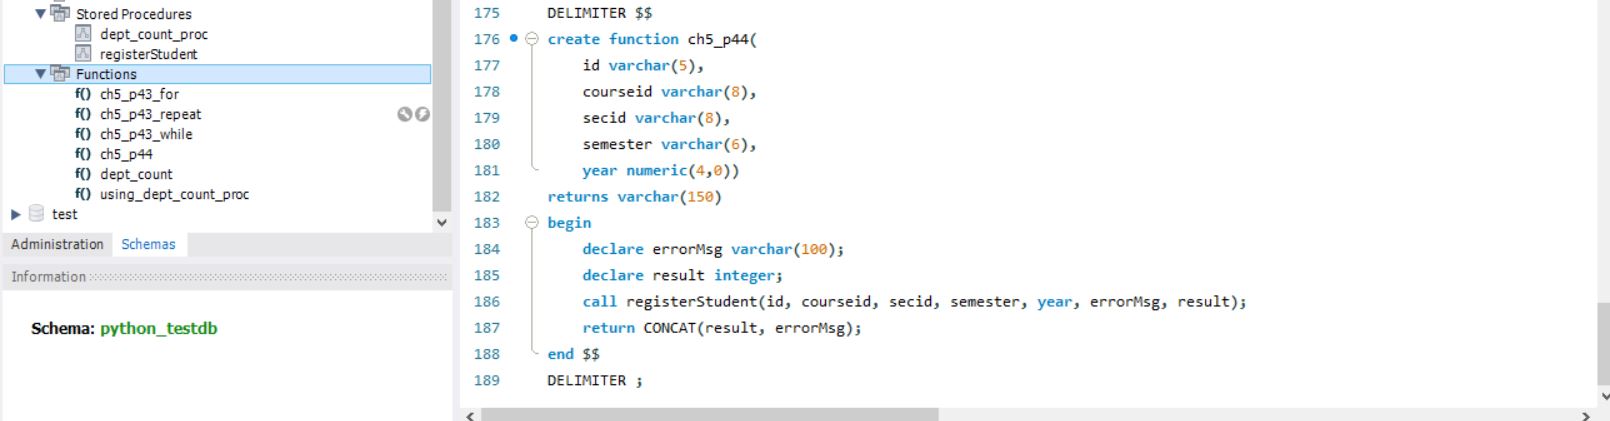 Stored Procedures
dept_count_proc
registerStudent
Functions
f() ch5_p43_for
f() ch5_p43_repeat
f() ch5_p43_while
f() ch5_p44
f() dept_count
f() using_dept_count_proc
test
Administration Schemas
Information
Schema: python_testdb
175 DELIMITER $$
176 create function ch5_p44(
177 id varchar(5),
178 courseid varchar(8),
179 secid varchar(8),
180 semester varchar(6),
181 year numeric(4,0))
182 returns varchar(150)
183 begin
184 declare errorMsg varchar(100);
185 declare result integer;
186 call registerStudent(id, courseid, secid, semester, year, errorMsg, result);
187 return CONCAT(result, errorMsg);
188 end $$
189 DELIMITER ;